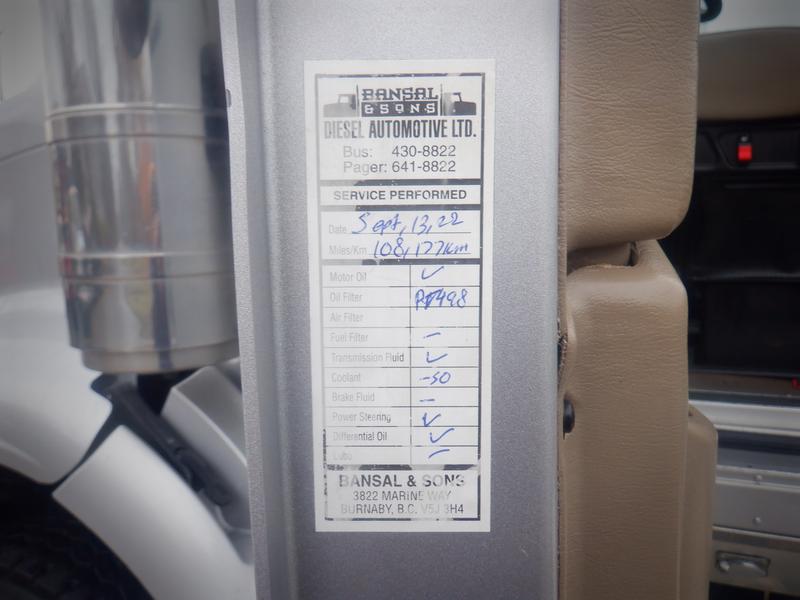 BANSAL
& SONS
DIESEL AUTOMOTIVE LTD.
Bus: 430-8822
Pager: 641-8822
SERVICE PERFORMED
Date Sept, 13, 22
Miles/Km 108,177km
Motor Oil ✓
Oil Filter
Air Filter
Fuel Filter –
Transmission Fluid ✓
Coolant -50
Brake Fluid –
Power Steering ✓
Differential Oil ✓
Lube –
BANSAL & SONS
3822 MARINE WAY
BURNABY, B.C. V5J 3H4